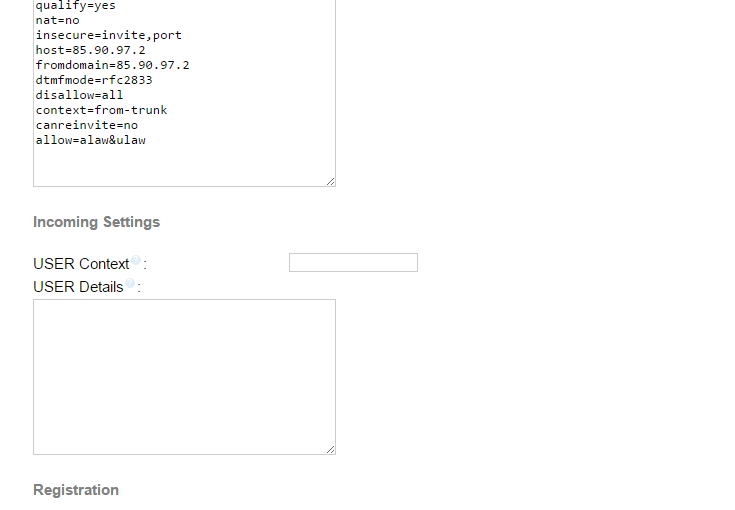 qualify=yes
nat=no
insecure=invite,port
host=85.90.97.2
fromdomain=85.90.97.2
dtmfmode=rfc2833
disallow=all
context=from-trunk
canreinvite=no
allow=alaw&ulaw
Incoming Settings
USER Context? :
USER Details? :
Registration